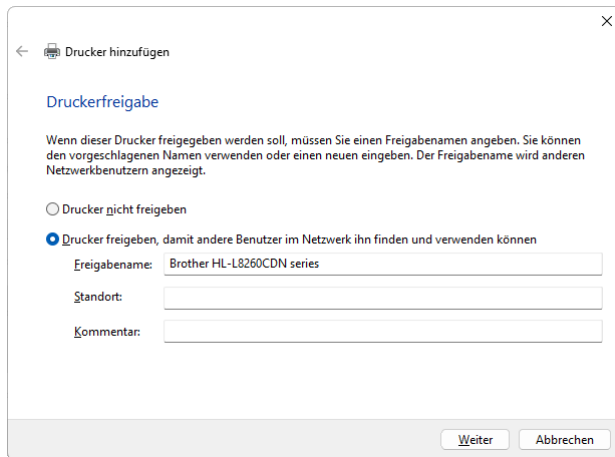 Drucker hinzufügen
Druckerfreigabe
Wenn dieser Drucker freigegeben werden soll, müssen Sie einen Freigabenamen angeben. Sie können
den vorgeschlagenen Namen verwenden oder einen neuen eingeben. Der Freigabename wird anderen
Netzwerkbenutzern angezeigt.
Drucker nicht freigeben
Drucker freigeben, damit andere Benutzer im Netzwerk ihn finden und verwenden können
Freigabename: Brother HL-L8260CDN series
Standort:
Kommentar:
Weiter Abbrechen